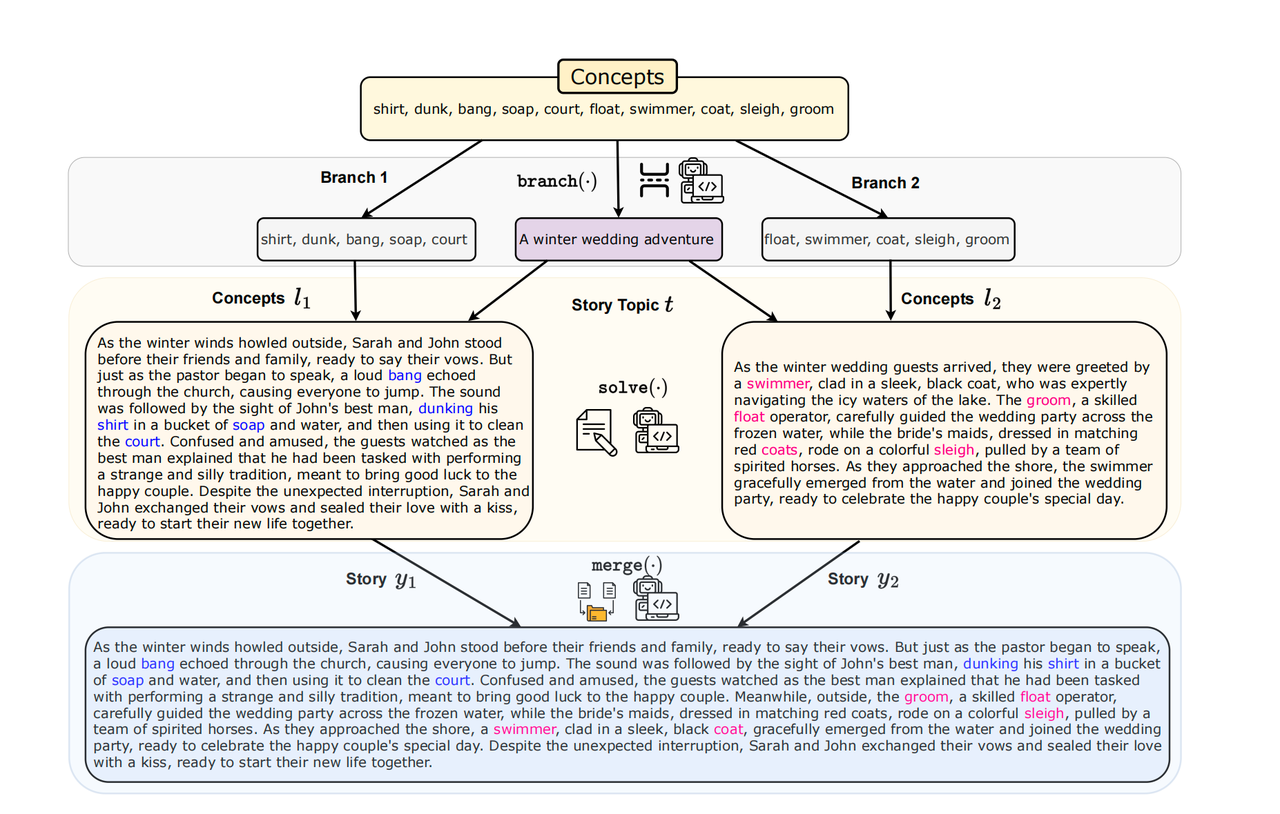 Concepts
shirt, dunk, bang, soap, court, float, swimmer, coat, sleigh, groom
Branch 1
branch(·)
</>
Branch 2
shirt, dunk, bang, soap, court
A winter wedding adventure
float, swimmer, coat, sleigh, groom
Concepts l1
Story Topic t
Concepts l2
As the winter winds howled outside, Sarah and John stood
before their friends and family, ready to say their vows. But
just as the pastor began to speak, a loud bang echoed
through the church, causing everyone to jump. The sound
was followed by the sight of John's best man, dunking his
shirt in a bucket of soap and water, and then using it to clean
the court. Confused and amused, the guests watched as the
best man explained that he had been tasked with performing
a strange and silly tradition, meant to bring good luck to the
happy couple. Despite the unexpected interruption, Sarah and
John exchanged their vows and sealed their love with a kiss,
ready to start their new life together.
solve(·)
</>
As the winter wedding guests arrived, they were greeted by
a swimmer, clad in a sleek, black coat, who was expertly
navigating the icy waters of the lake. The groom, a skilled
float operator, carefully guided the wedding party across the
frozen water, while the bride's maids, dressed in matching
red coats, rode on a colorful sleigh, pulled by a team of
spirited horses. As they approached the shore, the swimmer
gracefully emerged from the water and joined the wedding
party, ready to celebrate the happy couple's special day.
Story y1
merge(·)
</>
Story y2
As the winter winds howled outside, Sarah and John stood before their friends and family, ready to say their vows. But just as the pastor began to speak,
a loud bang echoed through the church, causing everyone to jump. The sound was followed by the sight of John's best man, dunking his shirt in a bucket
of soap and water, and then using it to clean the court. Confused and amused, the guests watched as the best man explained that he had been tasked
with performing a strange and silly tradition, meant to bring good luck to the happy couple. Meanwhile, outside, the groom, a skilled float operator,
carefully guided the wedding party across the frozen water, while the bride's maids, dressed in matching red coats, rode on a colorful sleigh, pulled by a
team of spirited horses. As they approached the shore, a swimmer, clad in a sleek, black coat, gracefully emerged from the water and joined the wedding
party, ready to celebrate the happy couple's special day. Despite the unexpected interruption, Sarah and John exchanged their vows and sealed their love
with a kiss, ready to start their new life together.